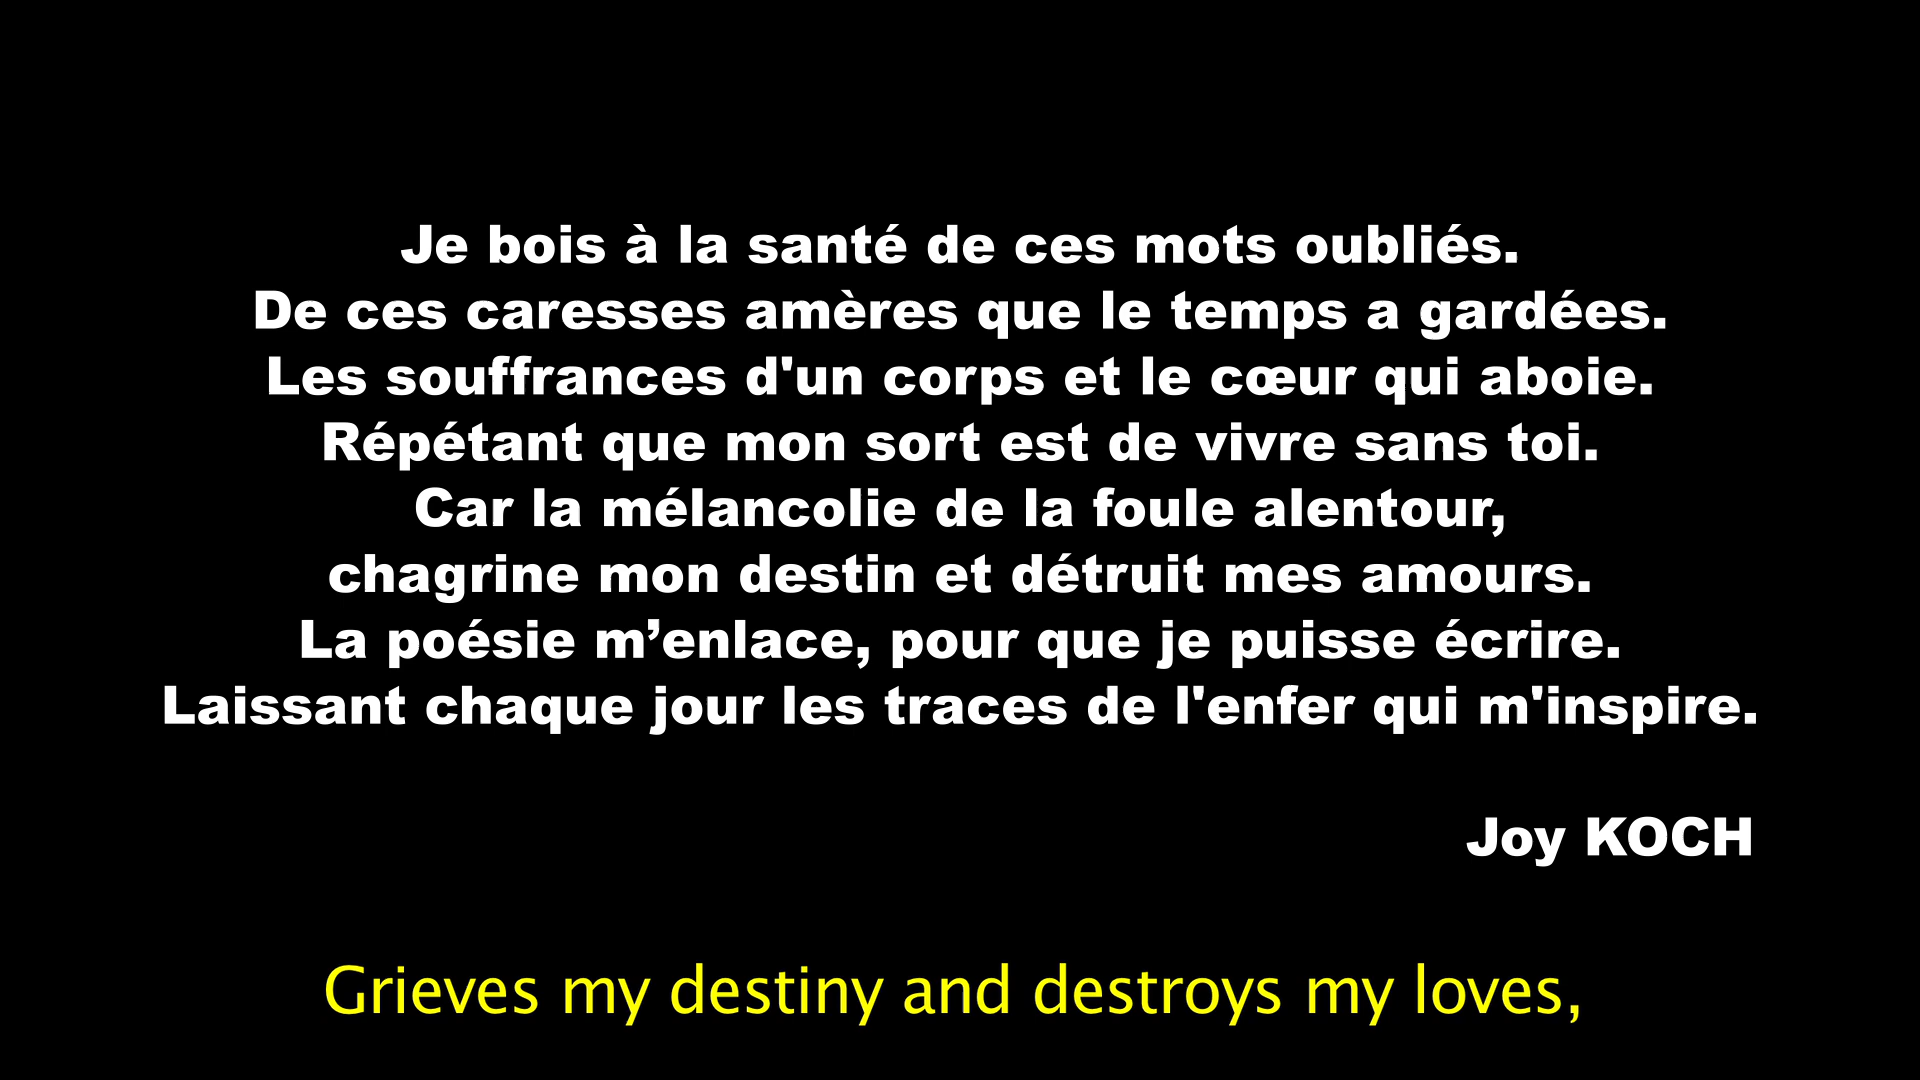 Je bois à la santé de ces mots oubliés.
De ces caresses amères que le temps a gardées.
Les souffrances d'un corps et le cœur qui aboie.
Répétant que mon sort est de vivre sans toi.
Car la mélancolie de la foule alentour,
chagrine mon destin et détruit mes amours.
La poésie m’enlace, pour que je puisse écrire.
Laissant chaque jour les traces de l'enfer qui m'inspire.
Joy KOCH
Grieves my destiny and destroys my loves,